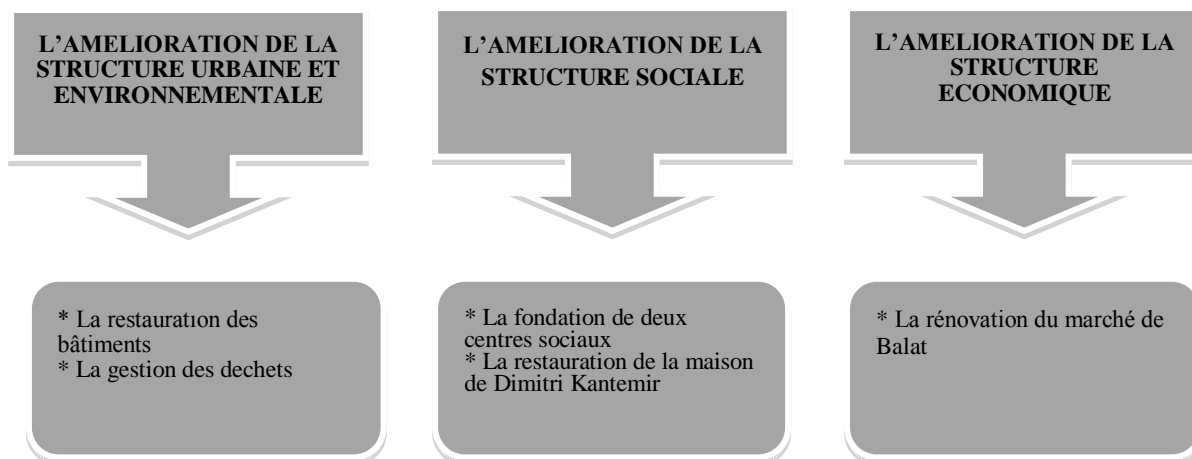 L'AMELIORATION DE LA
STRUCTURE URBAINE ET
ENVIRONNEMENTALE
L'AMELIORATION DE LA
STRUCTURE SOCIALE
L'AMELIORATION DE LA
STRUCTURE
ECONOMIQUE
* La restauratıon des
bâtiments
* La gestion des dechets
* La fondation de deux
centres sociaux
* La restauration de la maison
de Dimitri Kantemir
* La rénovation du marché de
Balat